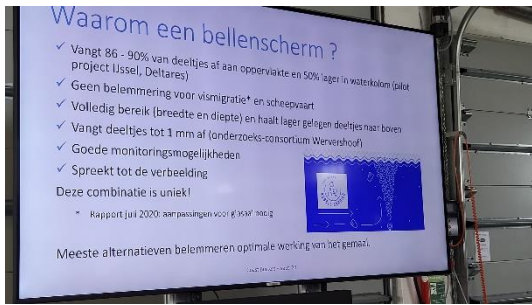 Waarom een bellenscherm ?
✓ Vangt 86 - 90% van deeltjes af aan oppervlakte en 50% lager in waterkolom (pilot
project IJssel, Deltares)
✓ Geen belemmering voor vismigratie* en scheepvaart
✓ Volledig bereik (breedte en diepte) en haalt lager gelegen deeltjes naar boven
✓ Vangt deeltjes tot 1 mm af (onderzoeks-consortium Wervershoof)
✓ Goede monitoringsmogelijkheden
✓ Spreekt tot de verbeelding
Deze combinatie is uniek!
* Rapport juli 2020: aanpassingen voor glasaal nodig
Meeste alternatieven belemmeren optimale werking van het gemaal.